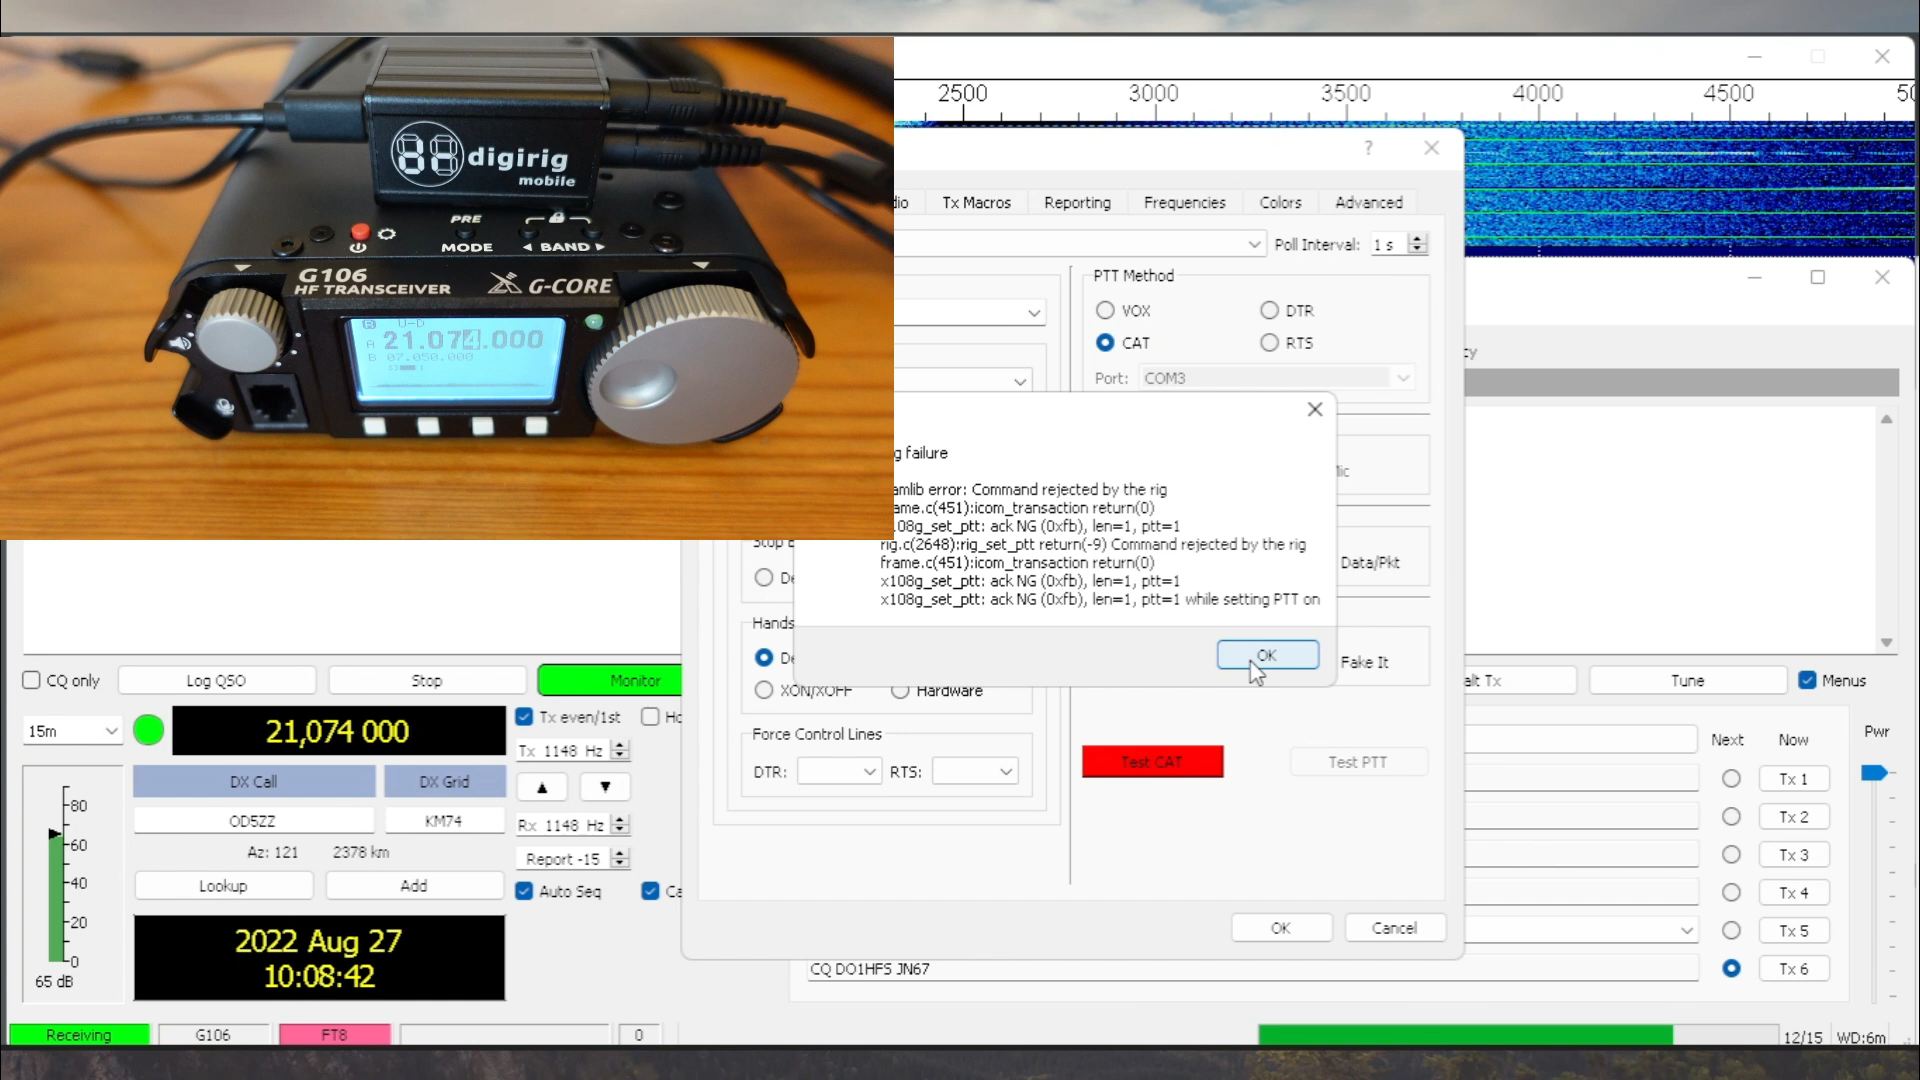 digirig
mobile
PRE
MODE
BAND
G106
HF TRANSCEIVER
G-CORE
U-D
A 21.074.000
B 07.050.000
2500
3000
3500
4000
4500
Tx Macros
Reporting
Frequencies
Colors
Advanced
Poll Interval:
1 s
PTT Method
VOX
DTR
CAT
RTS
Port:
COM3
failure
error: Command rejected by the rig
frame.c(451):icom_transaction return(0)
x108g_set_ptt: ack NG (0xfb), len=1, ptt=1
rig.c(2648):rig_set_ptt return(-9) Command rejected by the rig
frame.c(451):icom_transaction return(0)
x108g_set_ptt: ack NG (0xfb), len=1, ptt=1
x108g_set_ptt: ack NG (0xfb), len=1, ptt=1 while setting PTT on
OK
Data/Pkt
Fake It
XON/XOFF
Hardware
Force Control Lines
DTR:
RTS:
Test CAT
Test PTT
OK
Cancel
CQ only
Log QSO
Stop
Monitor
Tx
Tune
Menus
15m
21,074 000
Tx even/1st
Tx 1148 Hz
DX Call
DX Grid
OD5ZZ
KM74
Rx 1148 Hz
Az: 121
2378 km
Report -15
Lookup
Add
Auto Seq
80
60
40
20
0
65 dB
2022 Aug 27
10:08:42
Next
Now
Pwr
Tx 1
Tx 2
Tx 3
Tx 4
Tx 5
CQ DO1HFS JN67
Tx 6
Receiving
G106
FT8
0
12/15
WD:6m